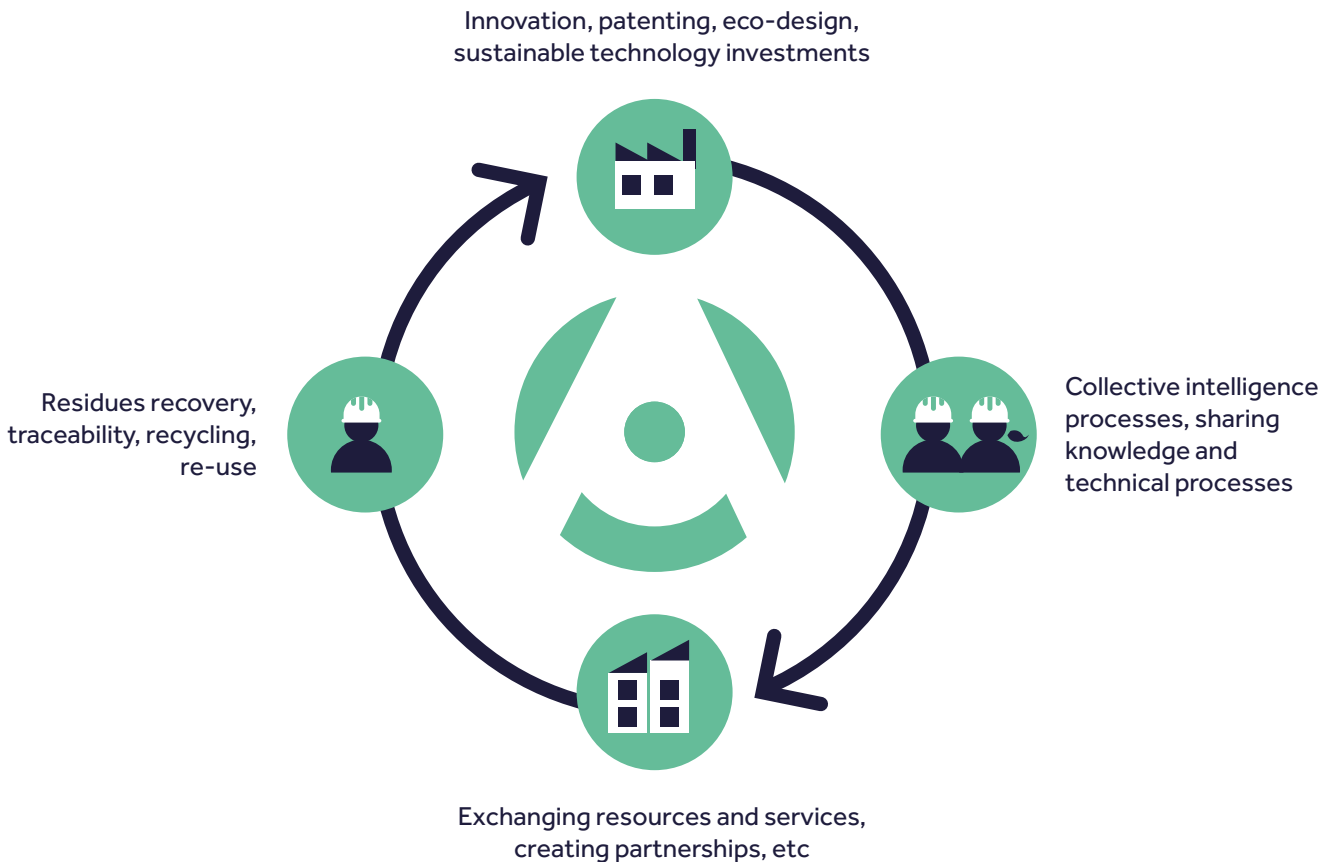 Innovation, patenting, eco-design,
sustainable technology investments
Residues recovery,
traceability, recycling,
re-use
Collective intelligence
processes, sharing
knowledge and
technical processes
Exchanging resources and services,
creating partnerships, etc